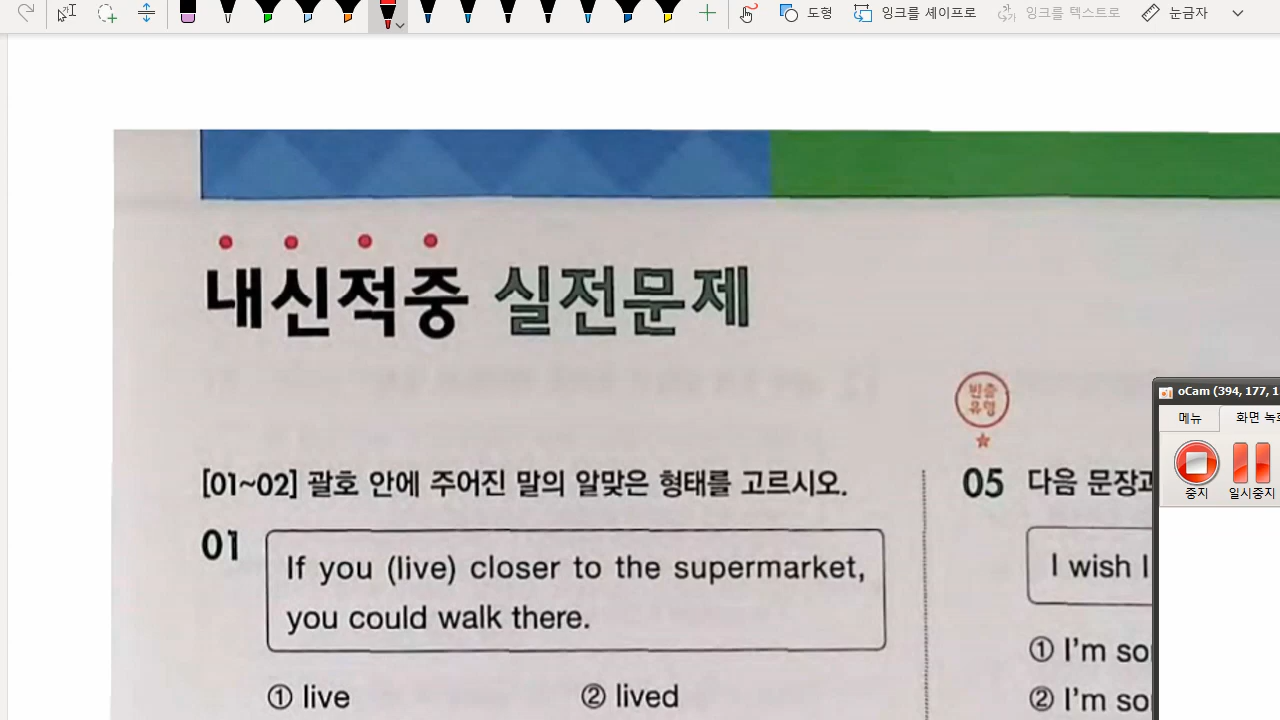 도형
잉크를 셰이프로
잉크를 텍스트로
눈금자
내신적중 실전문제
빈출
유형
[01~02] 괄호 안에 주어진 말의 알맞은 형태를 고르시오.
01
If you (live) closer to the supermarket,
you could walk there.
① live
② lived
05 다음 문장과
I wish I
① I'm so
② I'm so
oCam (394, 177, 1
메뉴
화면 녹화
중지
일시중지